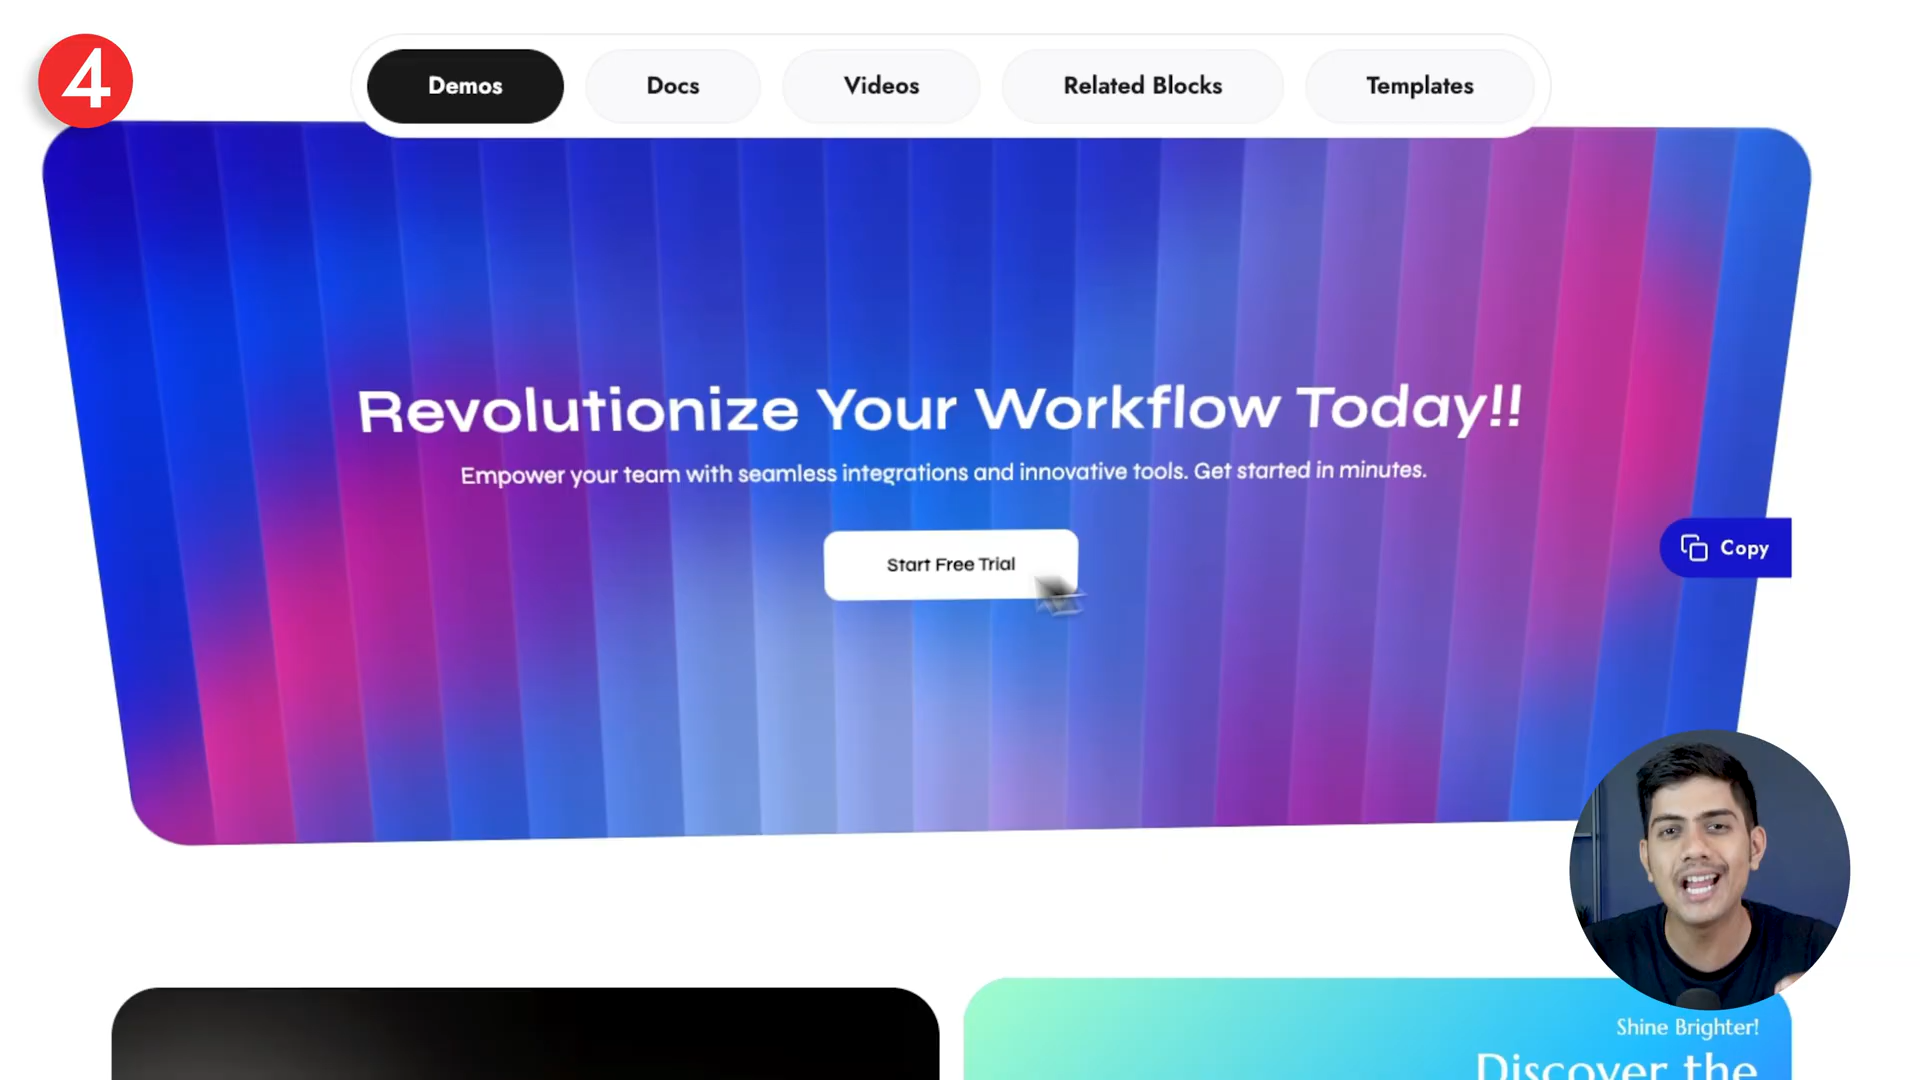 4
Demos
Docs
Videos
Related Blocks
Templates
Revolutionize Your Workflow Today!!
Empower your team with seamless integrations and innovative tools. Get started in minutes.
Start Free Trial
Copy
Shine Brighter!
Discover the